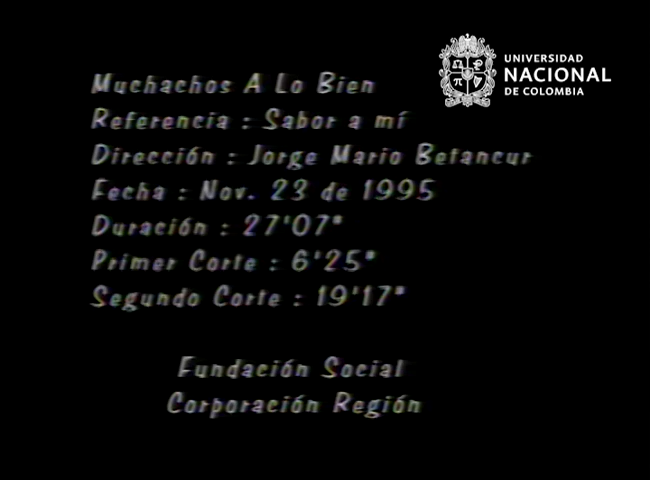 UNIVERSIDAD
NACIONAL
DE COLOMBIA
Muchachos A Lo Bien
Referencia : Sabor a mí
Dirección : Jorge Mario Betancur
Fecha : Nov. 23 de 1995
Duración : 27'07"
Primer Corte : 6'25"
Segundo Corte : 19'17"
Fundación Social
Corporación Región